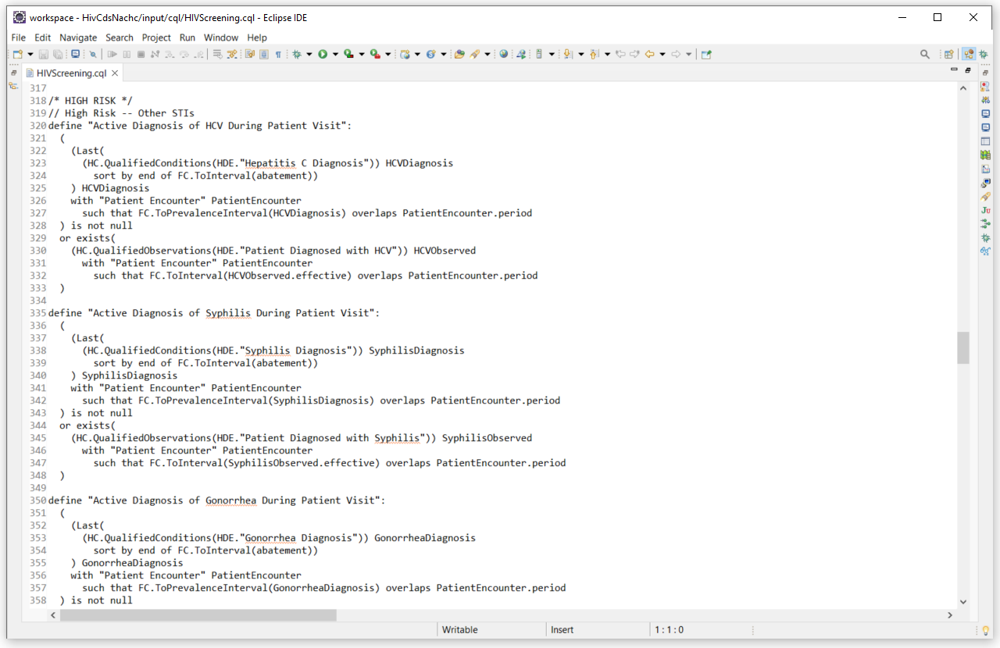 workspace - HivCdsNachc/input/cql/HIVScreening.cql - Eclipse IDE
File Edit Navigate Search Project Run Window Help
HIVScreening.cql
317
318 /* HIGH RISK */
319 // High Risk -- Other STIs
320 define "Active Diagnosis of HCV During Patient Visit":
321   (
322     (Last(
323       (HC.QualifiedConditions(HDE."Hepatitis C Diagnosis")) HCVDiagnosis
324         sort by end of FC.ToInterval(abatement))
325     ) HCVDiagnosis
326     with "Patient Encounter" PatientEncounter
327       such that FC.ToPrevalenceInterval(HCVDiagnosis) overlaps PatientEncounter.period
328   ) is not null
329   or exists(
330     (HC.QualifiedObservations(HDE."Patient Diagnosed with HCV")) HCVObserved
331       with "Patient Encounter" PatientEncounter
332         such that FC.ToInterval(HCVObserved.effective) overlaps PatientEncounter.period
333   )
334
335 define "Active Diagnosis of Syphilis During Patient Visit":
336   (
337     (Last(
338       (HC.QualifiedConditions(HDE."Syphilis Diagnosis")) SyphilisDiagnosis
339         sort by end of FC.ToInterval(abatement))
340     ) SyphilisDiagnosis
341     with "Patient Encounter" PatientEncounter
342       such that FC.ToPrevalenceInterval(SyphilisDiagnosis) overlaps PatientEncounter.period
343   ) is not null
344   or exists(
345     (HC.QualifiedObservations(HDE."Patient Diagnosed with Syphilis")) SyphilisObserved
346       with "Patient Encounter" PatientEncounter
347         such that FC.ToInterval(SyphilisObserved.effective) overlaps PatientEncounter.period
348   )
349
350 define "Active Diagnosis of Gonorrhea During Patient Visit":
351   (
352     (Last(
353       (HC.QualifiedConditions(HDE."Gonorrhea Diagnosis")) GonorrheaDiagnosis
354         sort by end of FC.ToInterval(abatement))
355     ) GonorrheaDiagnosis
356     with "Patient Encounter" PatientEncounter
357       such that FC.ToPrevalenceInterval(GonorrheaDiagnosis) overlaps PatientEncounter.period
358   ) is not null
Writable Insert 1 : 1 : 0